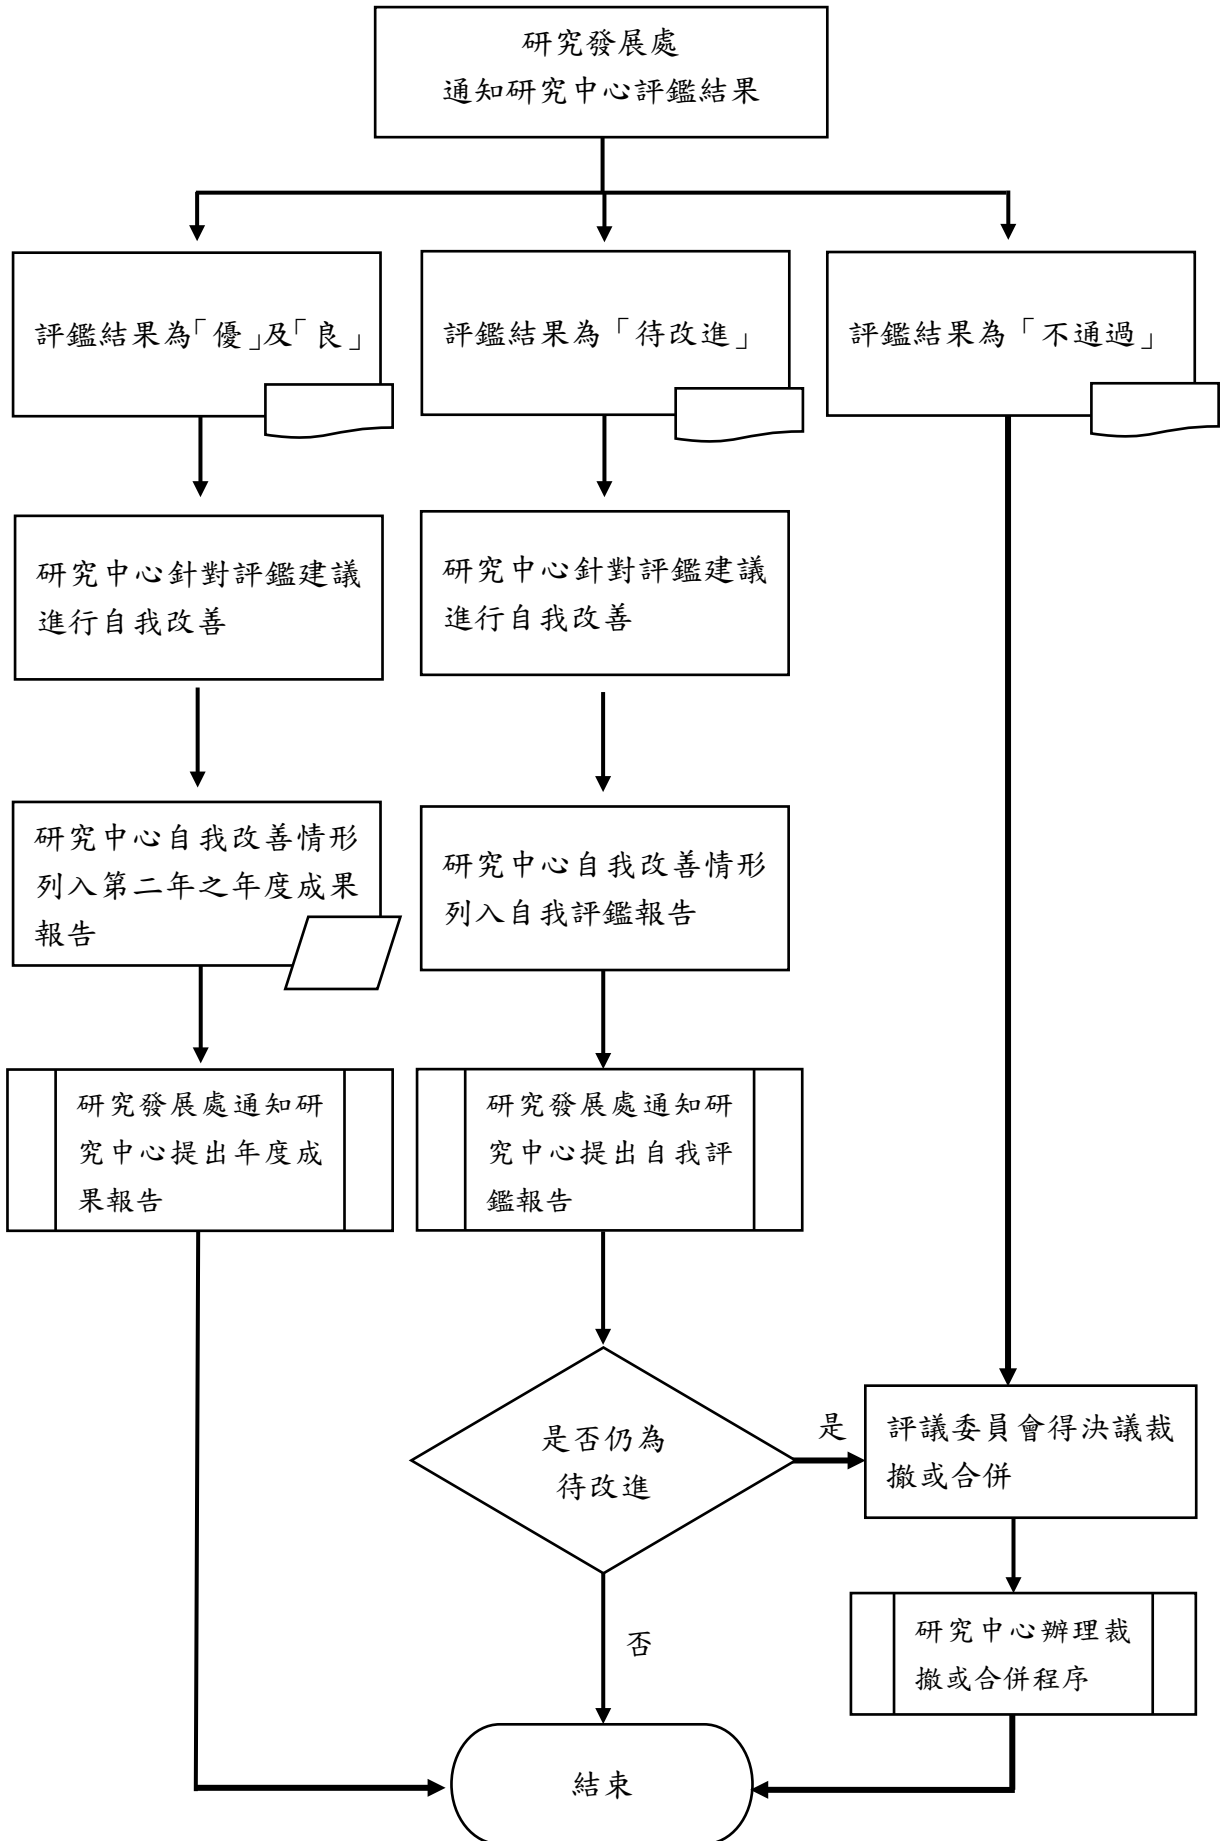 研究發展處
通知研究中心評鑑結果
評鑑結果為「優」及「良」
評鑑結果為「待改進」
評鑑結果為「不通過」
研究中心針對評鑑建議
進行自我改善
研究中心針對評鑑建議
進行自我改善
研究中心自我改善情形
列入第二年之年度成果
報告
研究中心自我改善情形
列入自我評鑑報告
研究發展處通知研
究中心提出年度成
果報告
研究發展處通知研
究中心提出自我評
鑑報告
是否仍為
待改進
是
評議委員會得決議裁
撤或合併
否
研究中心辦理裁
撤或合併程序
結束